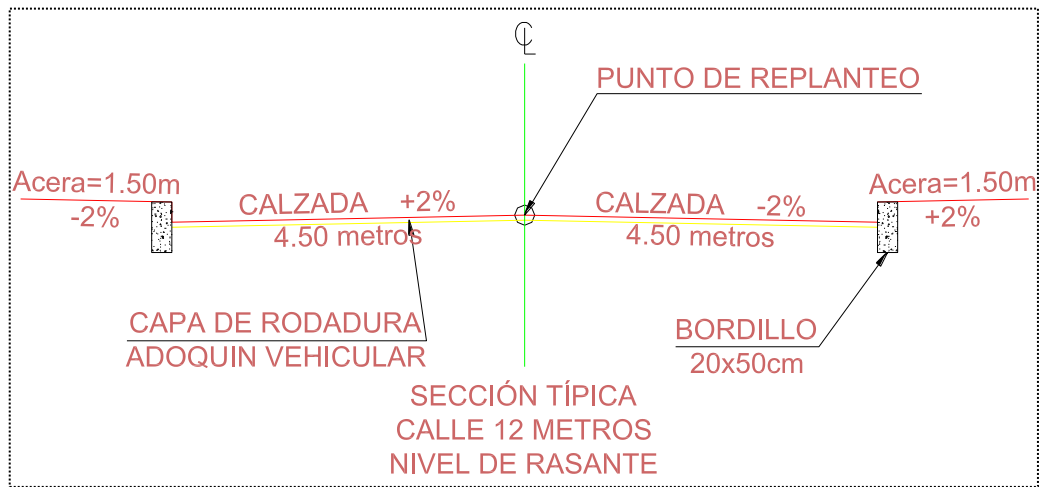 ℄
PUNTO DE REPLANTEO
Acera=1.50m
-2%
CALZADA +2%
4.50 metros
CALZADA -2%
4.50 metros
Acera=1.50m
+2%
CAPA DE RODADURA
ADOQUIN VEHICULAR
BORDILLO
20x50cm
SECCIÓN TÍPICA
CALLE 12 METROS
NIVEL DE RASANTE